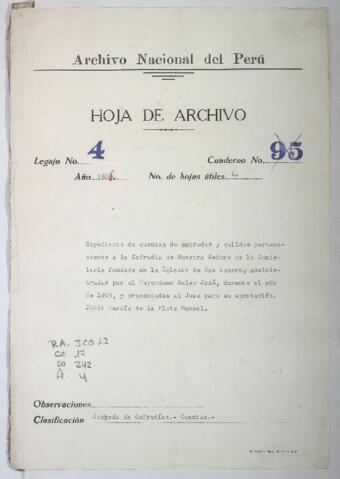 Archivo Nacional del Perú
HOJA DE ARCHIVO
Legajo No. 4 Cuaderno No. 95
Año 1806. No. de hojas útiles 4.
Expediente de cuentas de entradas y salidas pertene-
ciente a la Cofradía de Nuestra Señora de la Cande-
laria fundada en la Iglesia de San Lázaro, adminis-
tradas por el Mayordomo Salas José, durante el año
de 1805, y presentadas al Juez para su aprobación.
JUEZ: García de la Plata Manuel.
RA. JCO 12
CA. 17
DO 242
A. 4
Observaciones
Clasificación Juzgado de Cofradías.- Cuentas.-